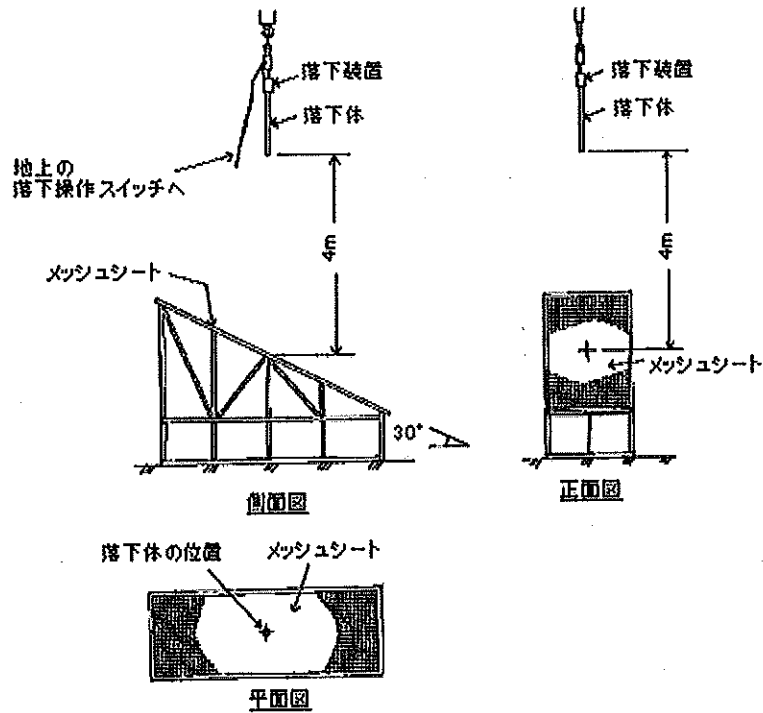 落下装置
落下体
地上の
落下操作スイッチへ
4m
メッシュシート
30°
側面図
落下装置
落下体
4m
メッシュシート
正面図
落下体の位置
メッシュシート
平面図